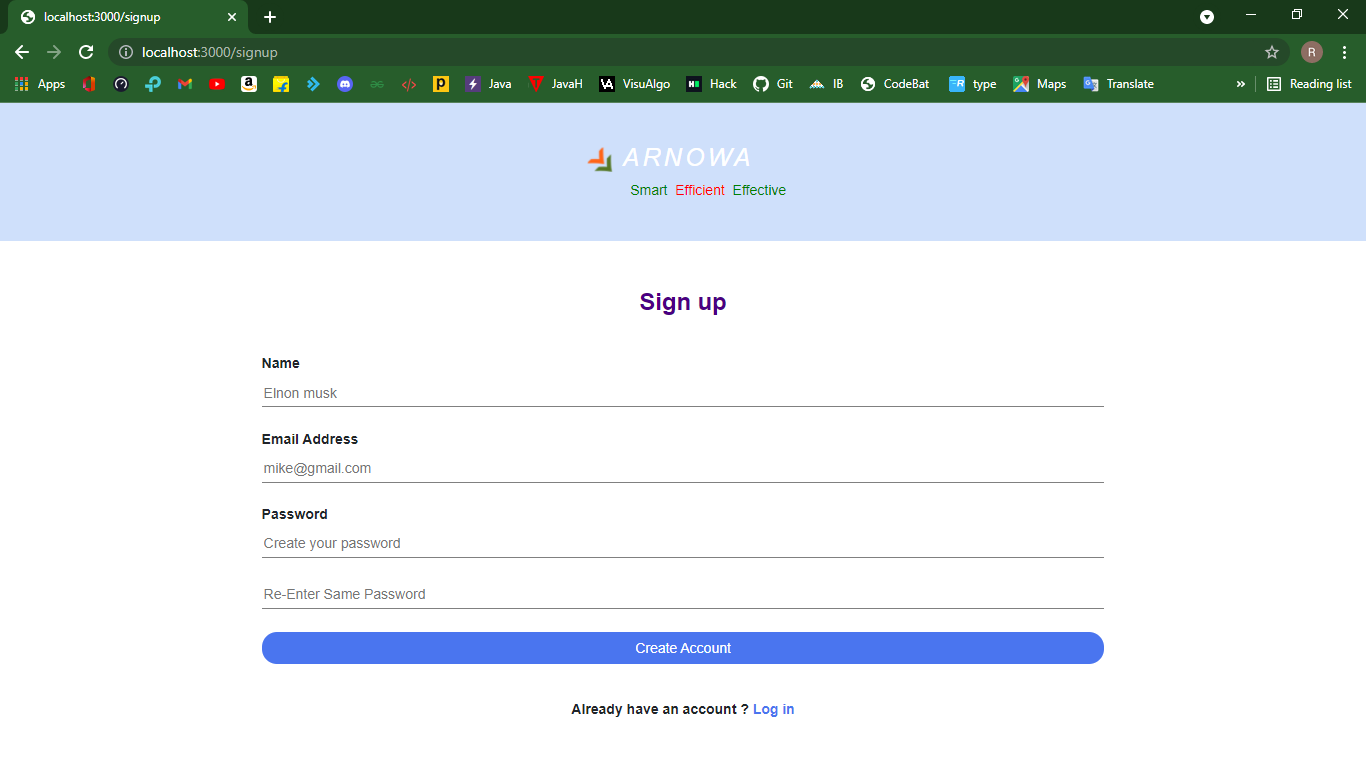 localhost:3000/signup
localhost:3000/signup
R
Apps
Java
JavaH
VisuAlgo
Hack
Git
IB
CodeBat
type
Maps
Translate
Reading list
ARNOWA
Smart Efficient Effective
Sign up
Name
Elnon musk
Email Address
mike@gmail.com
Password
Create your password
Re-Enter Same Password
Create Account
Already have an account ? Log in